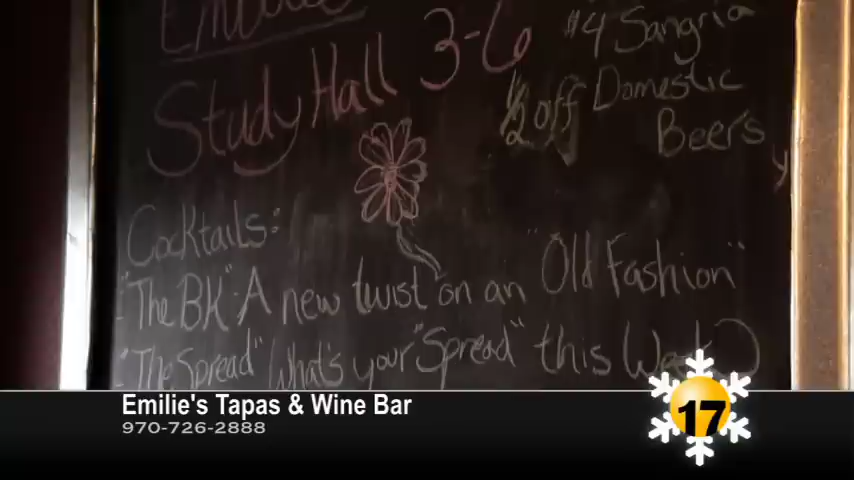 Study Hall 3-6
$4 Sangria
1/2 off Domestic
Beers
Cocktails:
- "The BK" - A new twist on an "Old Fashion"
- "The Spread" What's your "Spread" this Week
Emilie's Tapas & Wine Bar
970-726-2888
17